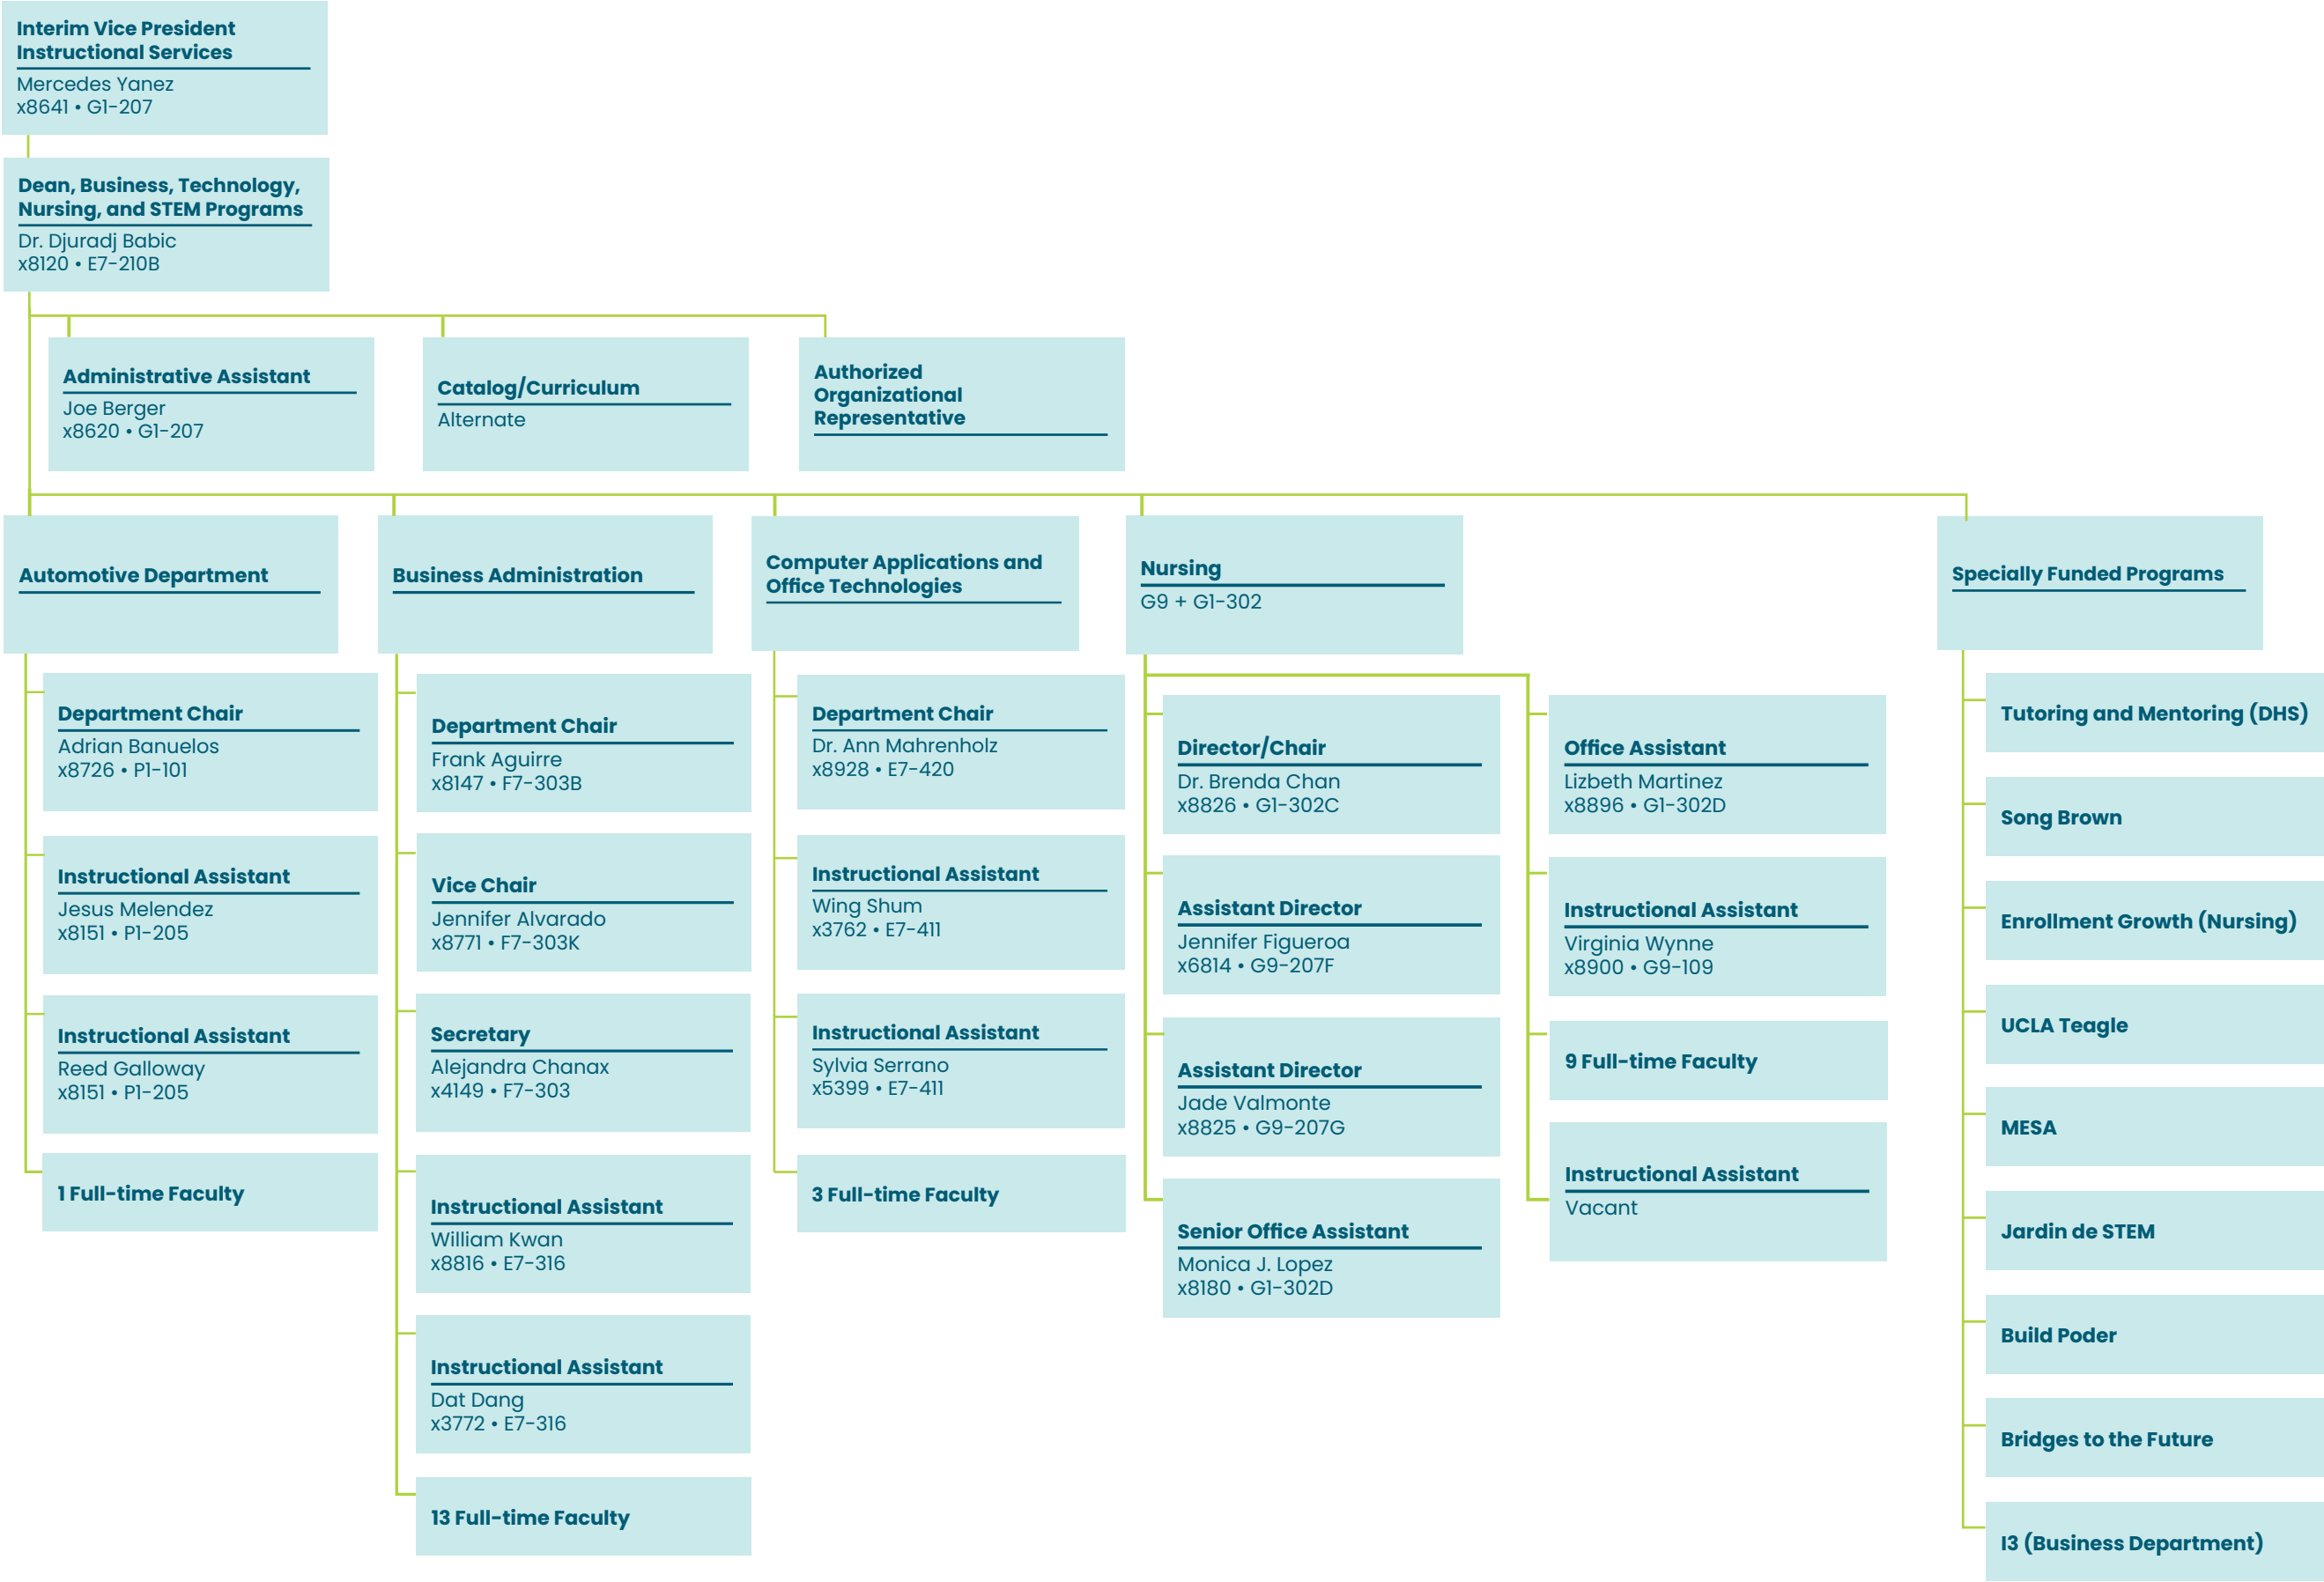 Interim Vice President
Instructional Services
Mercedes Yanez
x8641 • G1-207
Dean, Business, Technology,
Nursing, and STEM Programs
Dr. Djuradj Babic
x8120 • E7-210B
Administrative Assistant
Joe Berger
x8620 • G1-207
Catalog/Curriculum
Alternate
Authorized
Organizational
Representative
Automotive Department
Department Chair
Adrian Banuelos
x8726 • P1-101
Instructional Assistant
Jesus Melendez
x8151 • P1-205
Instructional Assistant
Reed Galloway
x8151 • P1-205
1 Full-time Faculty
Business Administration
Department Chair
Frank Aguirre
x8147 • F7-303B
Vice Chair
Jennifer Alvarado
x8771 • F7-303K
Secretary
Alejandra Chanax
x4149 • F7-303
Instructional Assistant
William Kwan
x8816 • E7-316
Instructional Assistant
Dat Dang
x3772 • E7-316
13 Full-time Faculty
Computer Applications and
Office Technologies
Department Chair
Dr. Ann Mahrenholz
x8928 • E7-420
Instructional Assistant
Wing Shum
x3762 • E7-411
Instructional Assistant
Sylvia Serrano
x5399 • E7-411
3 Full-time Faculty
Nursing
G9 + G1-302
Director/Chair
Dr. Brenda Chan
x8826 • G1-302C
Assistant Director
Jennifer Figueroa
x6814 • G9-207F
Assistant Director
Jade Valmonte
x8825 • G9-207G
Senior Office Assistant
Monica J. Lopez
x8180 • G1-302D
Office Assistant
Lizbeth Martinez
x8896 • G1-302D
Instructional Assistant
Virginia Wynne
x8900 • G9-109
9 Full-time Faculty
Instructional Assistant
Vacant
Specially Funded Programs
Tutoring and Mentoring (DHS)
Song Brown
Enrollment Growth (Nursing)
UCLA Teagle
MESA
Jardin de STEM
Build Poder
Bridges to the Future
I3 (Business Department)